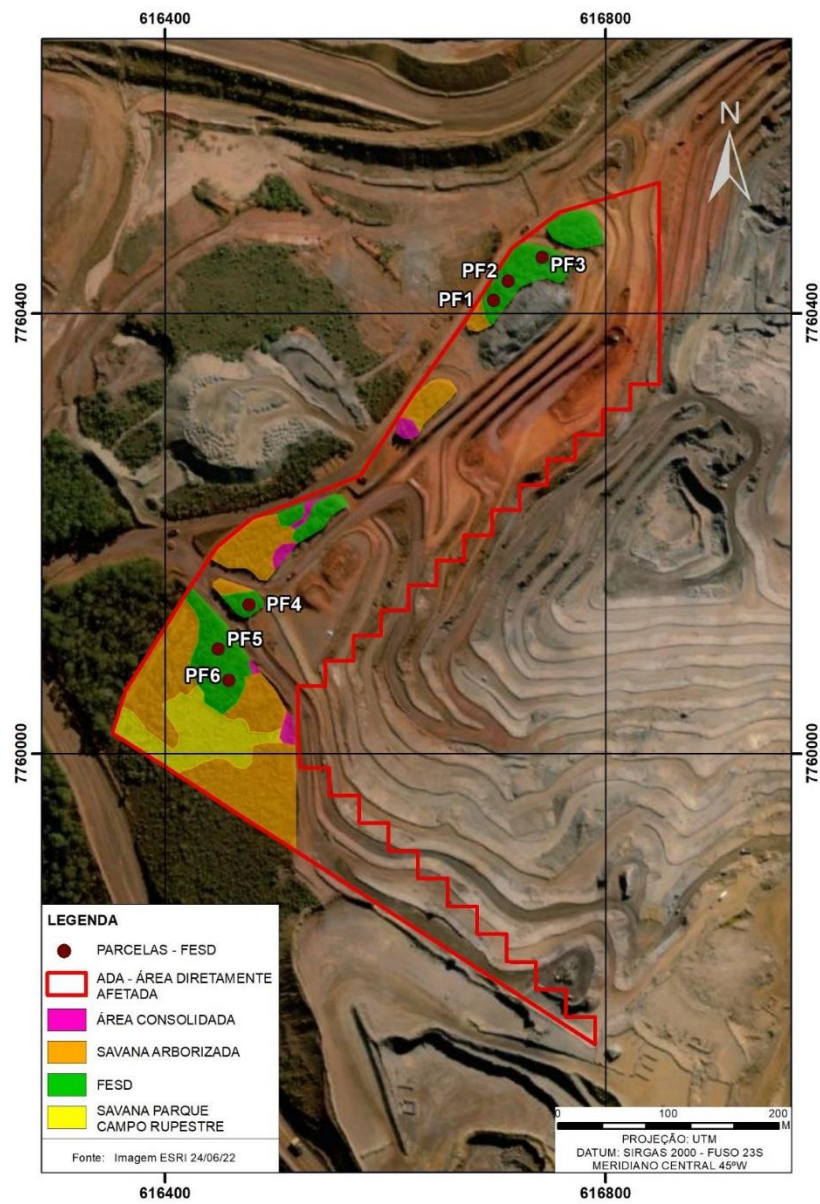 616400
616800
N
PF3
PF2
PF1
7760400
7760400
PF4
PF5
PF6
7760000
7760000
LEGENDA
PARCELAS - FESD
ADA - ÁREA DIRETAMENTE
AFETADA
ÁREA CONSOLIDADA
SAVANA ARBORIZADA
FESD
SAVANA PARQUE
CAMPO RUPESTRE
Fonte: Imagem ESRI 24/06/22
0 100 200
M
PROJEÇÃO: UTM
DATUM: SIRGAS 2000 - FUSO 23S
MERIDIANO CENTRAL 45ºW
616400
616800